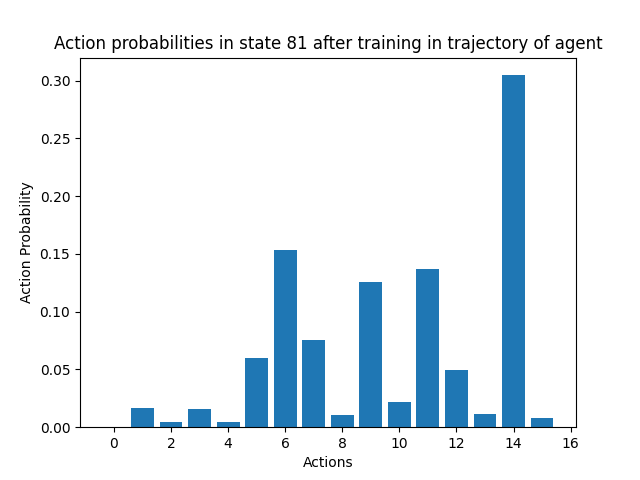 Action probabilities in state 81 after training in trajectory of agent
0.30
0.25
0.20
0.15
0.10
0.05
0.00
Action Probability
0 2 4 6 8 10 12 14 16
Actions